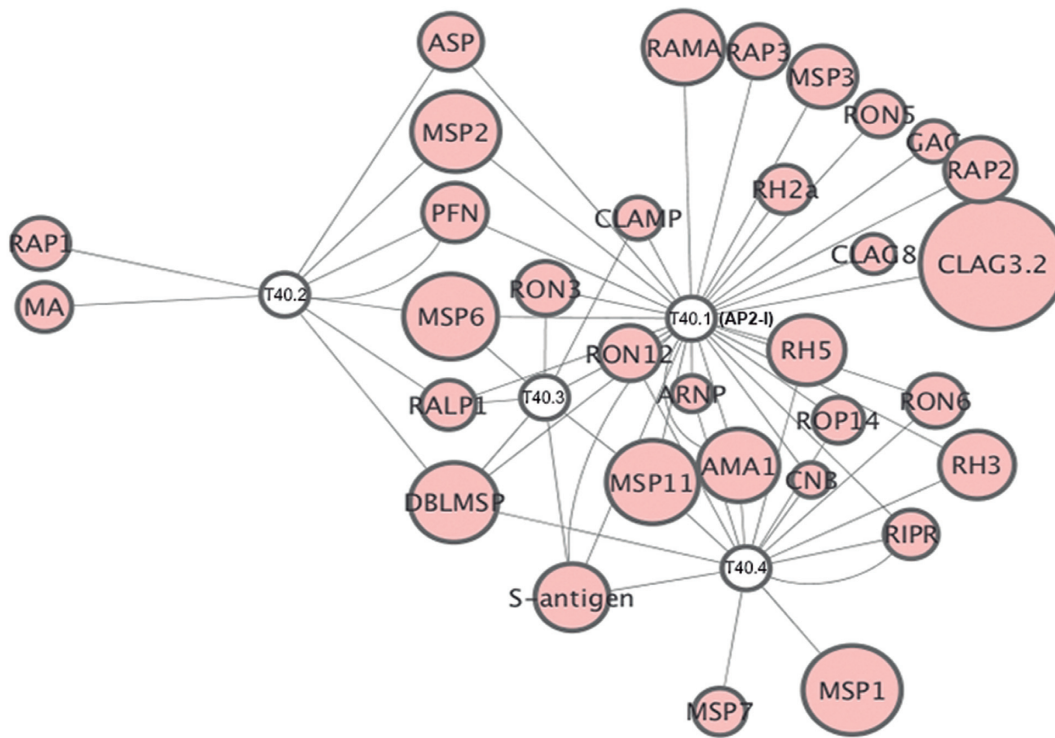 ASP
RAMA
RAP3
MSP3
RON5
GAC
RAP2
MSP2
RH2a
PFN
CLAMP
RAP1
CLAG8
CLAG3.2
MA
T40.2
RON3
MSP6
T40.1 (AP2-I)
RON12
RH5
RALP1
T40.3
ARNP
ROP14
RON6
DBLMSP
MSP11
AMA1
CNB
RH3
RIPR
T40.4
S-antigen
MSP7
MSP1